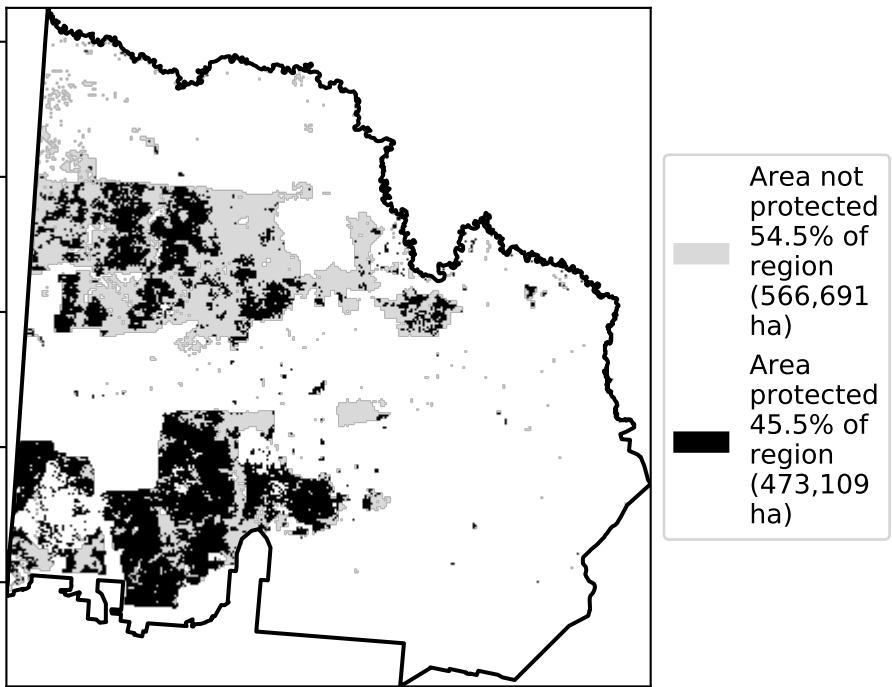 Area not
protected
54.5% of
region
(566,691
ha)
Area
protected
45.5% of
region
(473,109
ha)